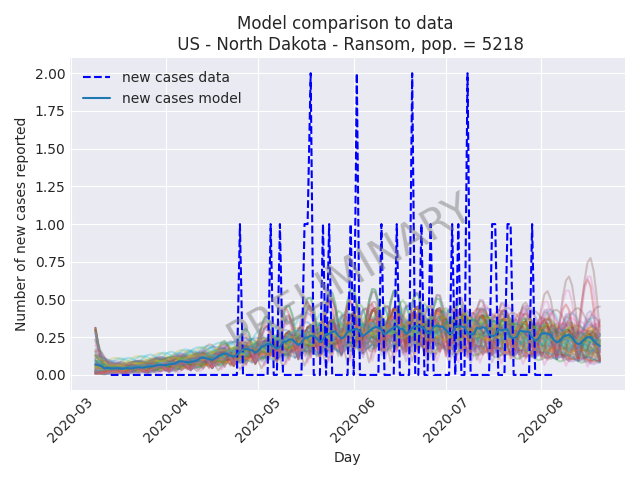 Model comparison to data
US - North Dakota - Ransom, pop. = 5218
new cases data
new cases model
Number of new cases reported
2.00
1.75
1.50
1.25
1.00
0.75
0.50
0.25
0.00
PRELIMINARY
2020-03
2020-04
2020-05
2020-06
2020-07
2020-08
Day